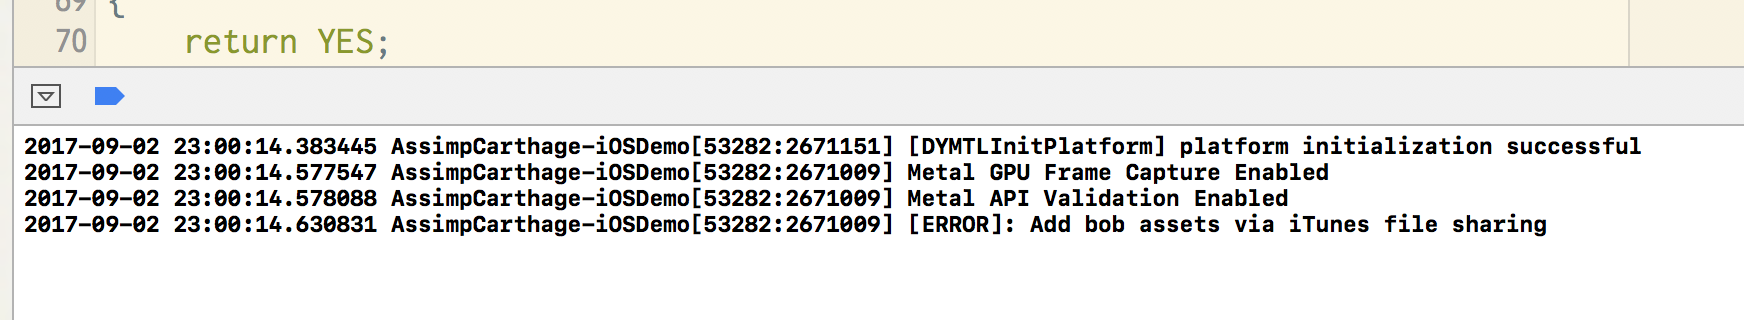 69 {
70 return YES;
2017-09-02 23:00:14.383445 AssimpCarthage-iOSDemo[53282:2671151] [DYMTLInitPlatform] platform initialization successful
2017-09-02 23:00:14.577547 AssimpCarthage-iOSDemo[53282:2671009] Metal GPU Frame Capture Enabled
2017-09-02 23:00:14.578088 AssimpCarthage-iOSDemo[53282:2671009] Metal API Validation Enabled
2017-09-02 23:00:14.630831 AssimpCarthage-iOSDemo[53282:2671009] [ERROR]: Add bob assets via iTunes file sharing